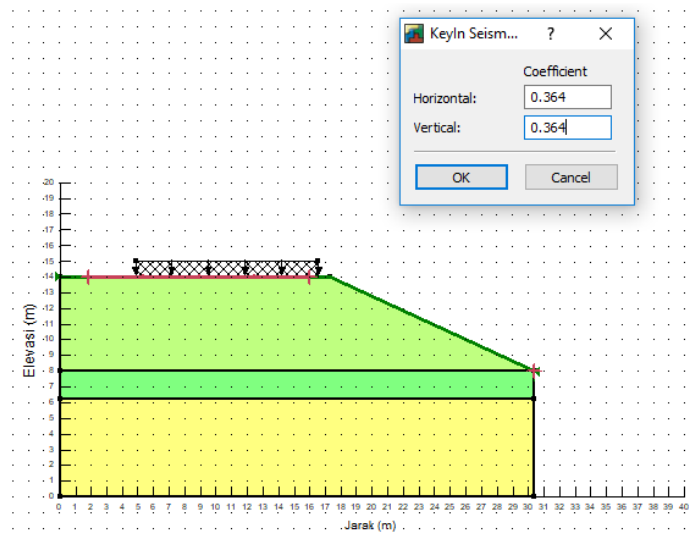 KeyIn Seism... ? ×
Coefficient
Horizontal: 0.364
Vertical: 0.364
OK Cancel
20
19
18
17
16
15
14
13
12
11
10
9
8
7
6
5
4
3
2
1
0
Elevasi (m)
0 1 2 3 4 5 6 7 8 9 10 11 12 13 14 15 16 17 18 19 20 21 22 23 24 25 26 27 28 29 30 31 32 33 34 35 36 37 38 39 40
Jarak (m)